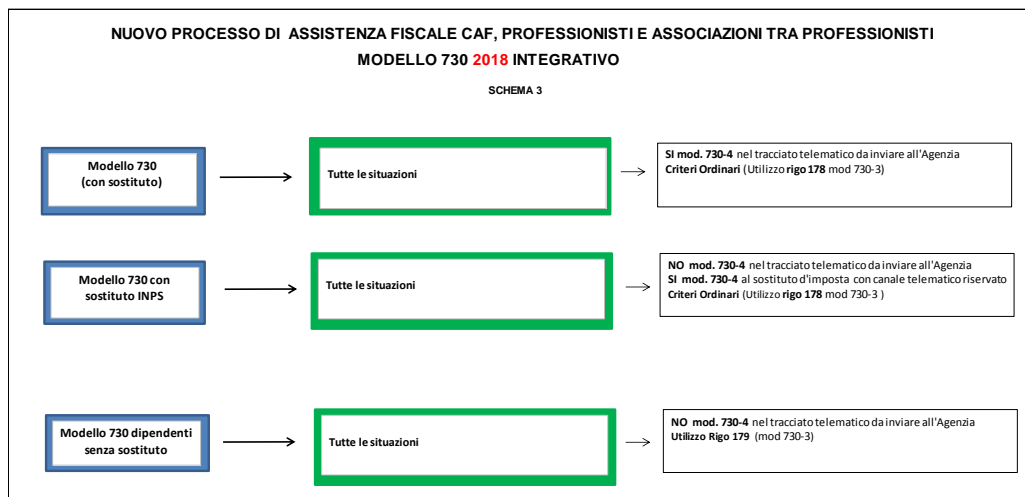 NUOVO PROCESSO DI ASSISTENZA FISCALE CAF, PROFESSIONISTI E ASSOCIAZIONI TRA PROFESSIONISTI
MODELLO 730 2018 INTEGRATIVO
SCHEMA 3
Modello 730
(con sostituto)
Tutte le situazioni
SI mod. 730-4 nel tracciato telematico da inviare all'Agenzia
Criteri Ordinari (Utilizzo rigo 178 mod 730-3)
Modello 730 con
sostituto INPS
Tutte le situazioni
NO mod. 730-4 nel tracciato telematico da inviare all'Agenzia
SI mod. 730-4 al sostituto d'imposta con canale telematico riservato
Criteri Ordinari (Utilizzo rigo 178 mod 730-3 )
Modello 730 dipendenti
senza sostituto
Tutte le situazioni
NO mod. 730-4 nel tracciato telematico da inviare all'Agenzia
Utilizzo Rigo 179 (mod 730-3)